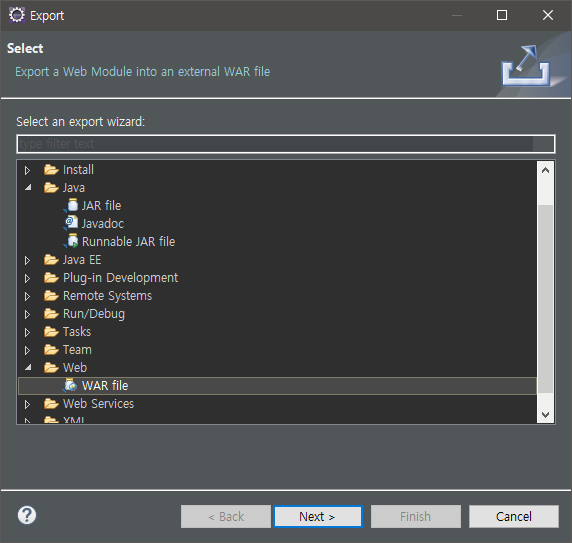 Export
Select
Export a Web Module into an external WAR file
Select an export wizard:
type filter text
Install
Java
JAR file
Javadoc
Runnable JAR file
Java EE
Plug-in Development
Remote Systems
Run/Debug
Tasks
Team
Web
WAR file
Web Services
XML
< Back
Next >
Finish
Cancel